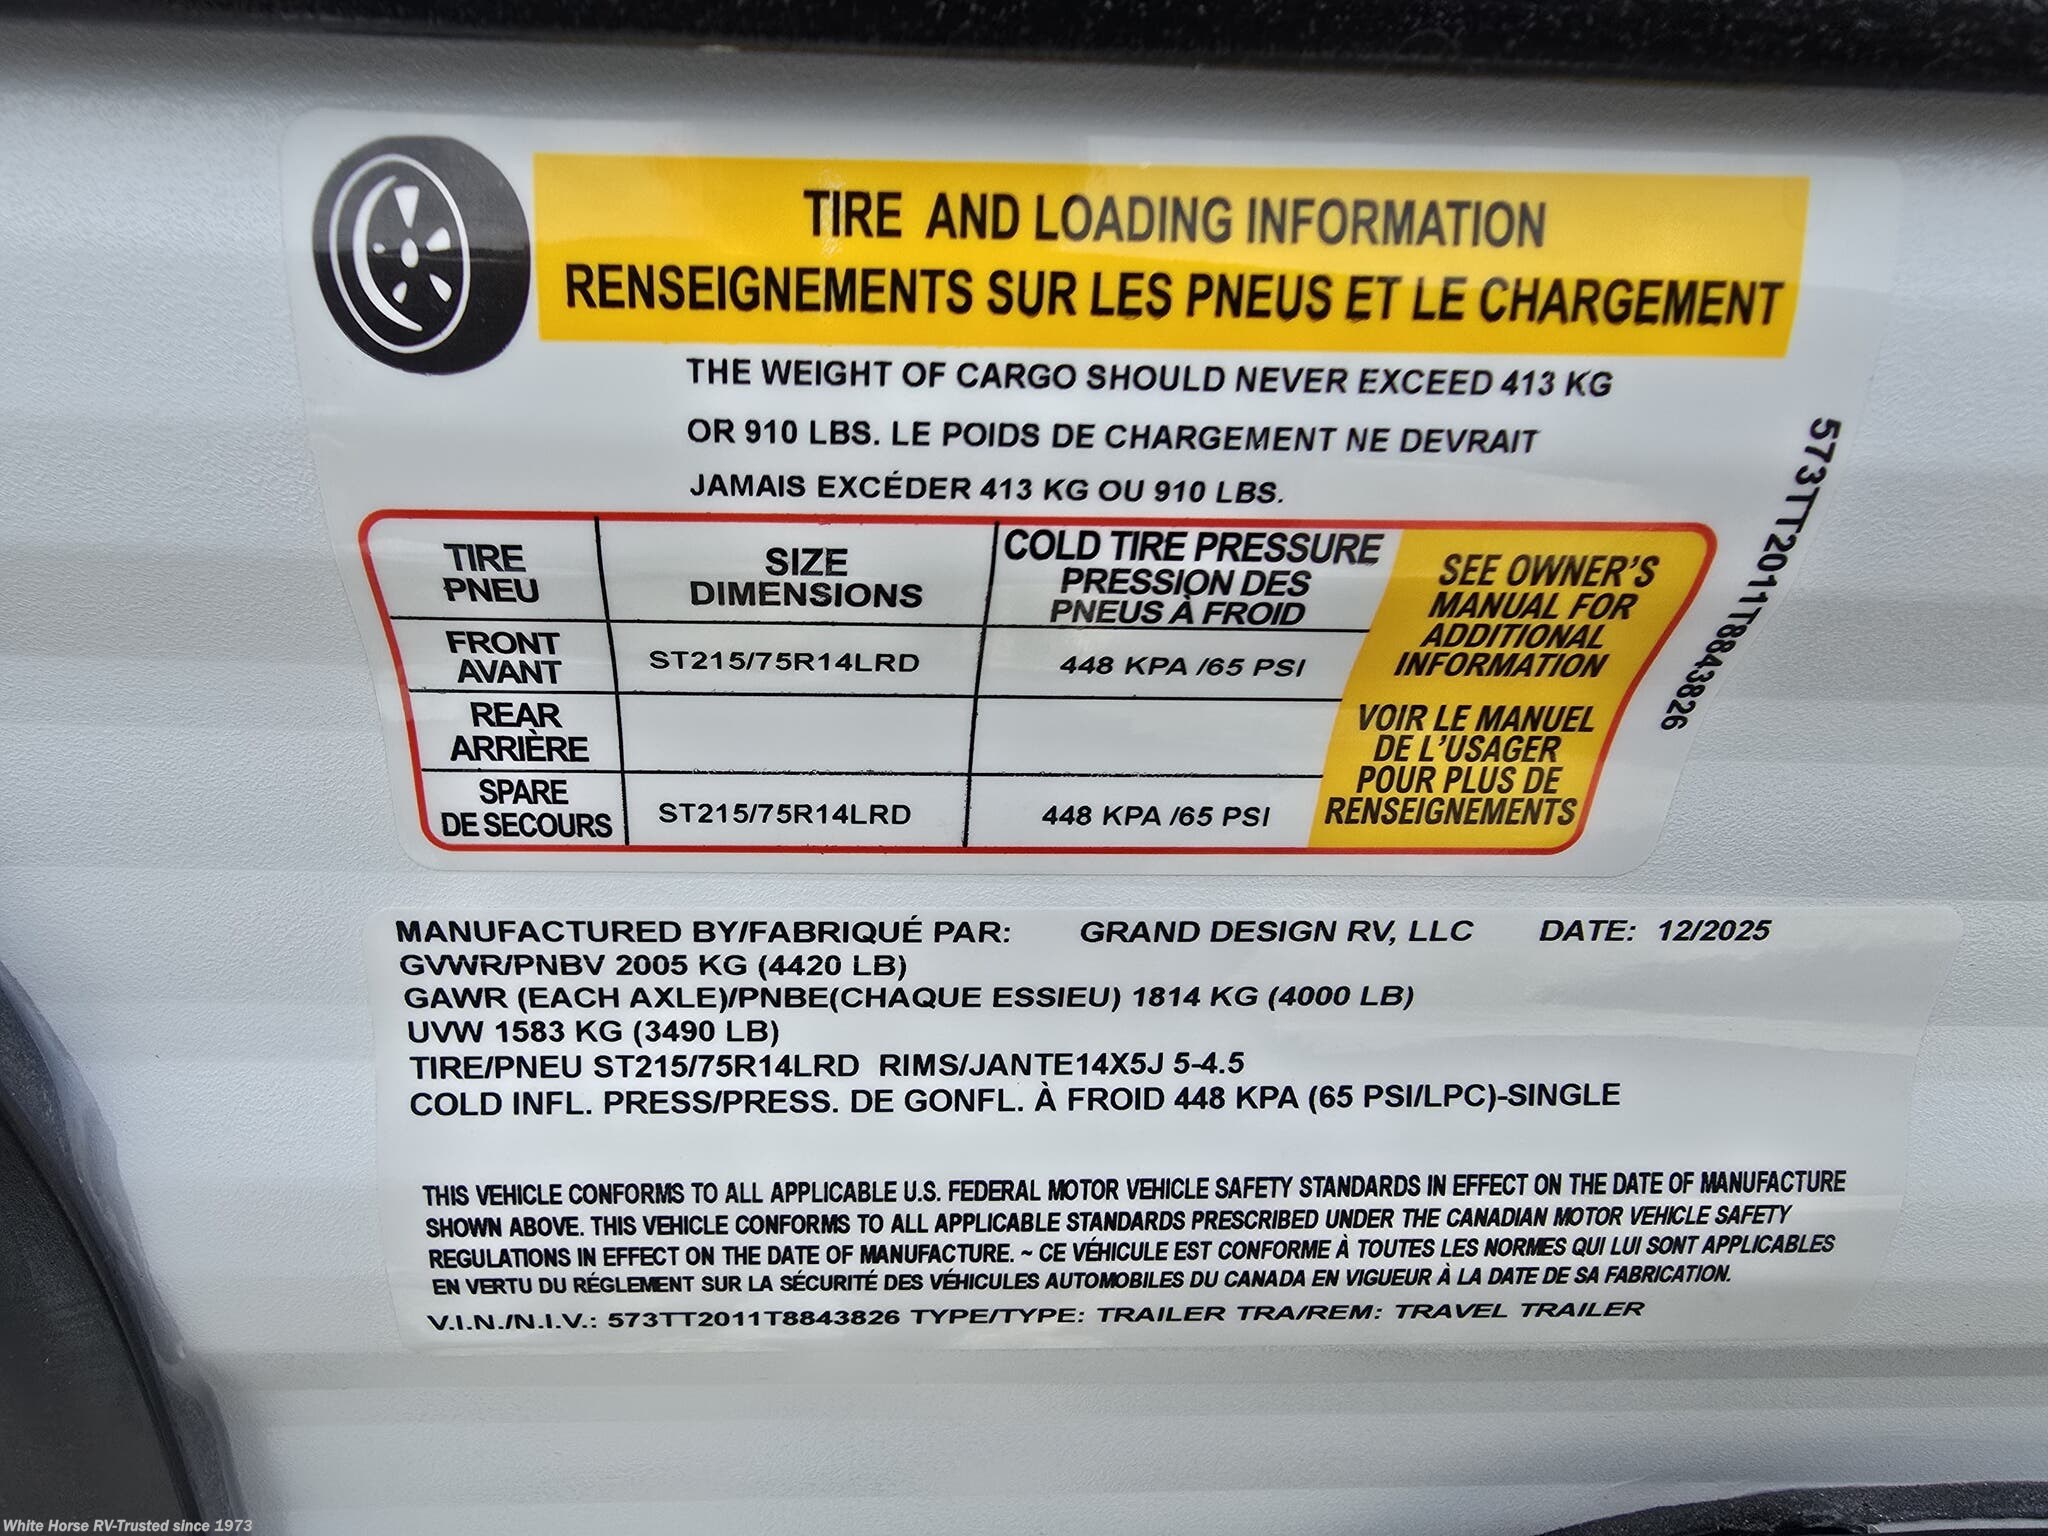 TIRE AND LOADING INFORMATION
RENSEIGNEMENTS SUR LES PNEUS ET LE CHARGEMENT
THE WEIGHT OF CARGO SHOULD NEVER EXCEED 413 KG
OR 910 LBS. LE POIDS DE CHARGEMENT NE DEVRAIT
JAMAIS EXCÉDER 413 KG OU 910 LBS.
TIRE
PNEU
SIZE
DIMENSIONS
COLD TIRE PRESSURE
PRESSION DES
PNEUS À FROID
FRONT
AVANT
ST215/75R14LRD
448 KPA /65 PSI
REAR
ARRIÈRE
SPARE
DE SECOURS
ST215/75R14LRD
448 KPA /65 PSI
SEE OWNER'S
MANUAL FOR
ADDITIONAL
INFORMATION
VOIR LE MANUEL
DE L'USAGER
POUR PLUS DE
RENSEIGNEMENTS
573TT2011T8843826
MANUFACTURED BY/FABRIQUÉ PAR: GRAND DESIGN RV, LLC DATE: 12/2025
GVWR/PNBV 2005 KG (4420 LB)
GAWR (EACH AXLE)/PNBE(CHAQUE ESSIEU) 1814 KG (4000 LB)
UVW 1583 KG (3490 LB)
TIRE/PNEU ST215/75R14LRD RIMS/JANTE14X5J 5-4.5
COLD INFL. PRESS/PRESS. DE GONFL. À FROID 448 KPA (65 PSI/LPC)-SINGLE
THIS VEHICLE CONFORMS TO ALL APPLICABLE U.S. FEDERAL MOTOR VEHICLE SAFETY STANDARDS IN EFFECT ON THE DATE OF MANUFACTURE
SHOWN ABOVE. THIS VEHICLE CONFORMS TO ALL APPLICABLE STANDARDS PRESCRIBED UNDER THE CANADIAN MOTOR VEHICLE SAFETY
REGULATIONS IN EFFECT ON THE DATE OF MANUFACTURE. ~ CE VÉHICULE EST CONFORME À TOUTES LES NORMES QUI LUI SONT APPLICABLES
EN VERTU DU RÉGLEMENT SUR LA SÉCURITÉ DES VÉHICULES AUTOMOBILES DU CANADA EN VIGUEUR À LA DATE DE SA FABRICATION.
V.I.N./N.I.V.: 573TT2011T8843826 TYPE/TYPE: TRAILER TRA/REM: TRAVEL TRAILER
White Horse RV-Trusted since 1973